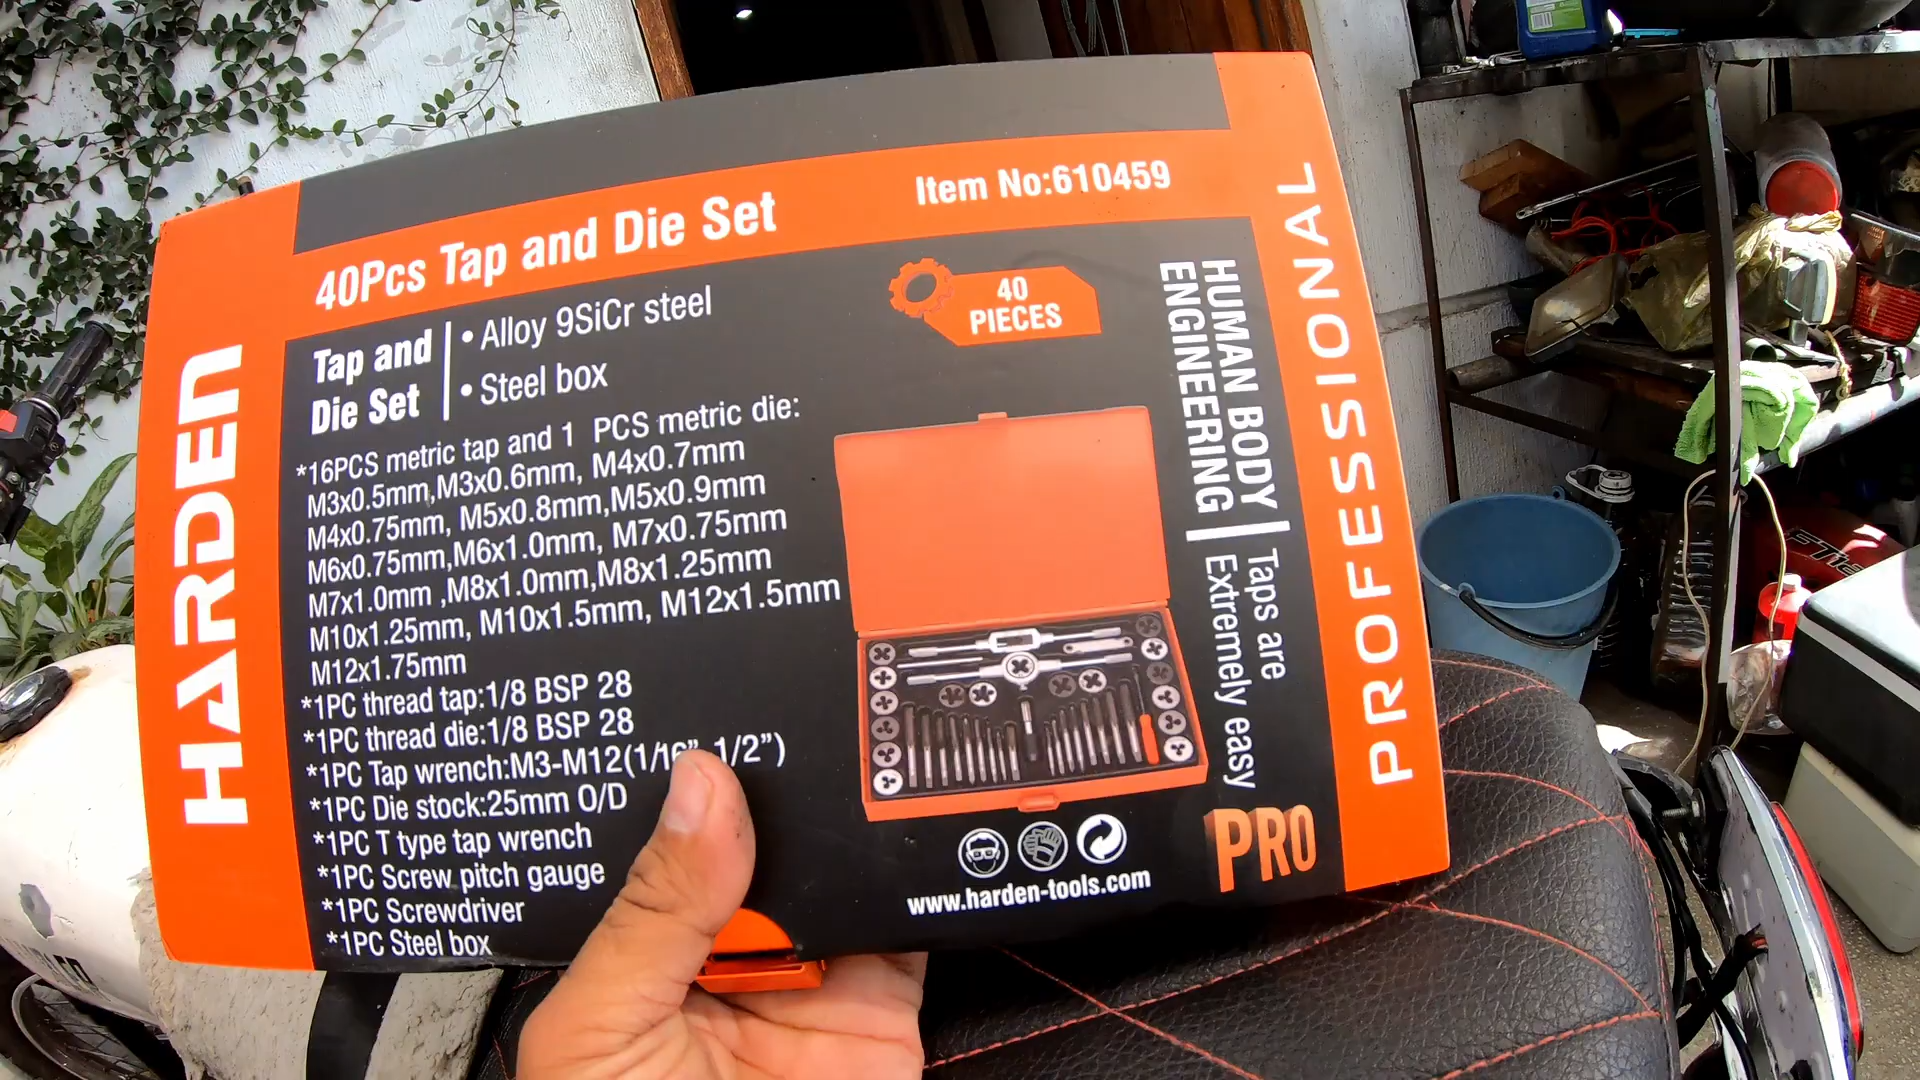 HARDEN
40Pcs Tap and Die Set
Item No:610459
Tap and
Die Set
• Alloy 9SiCr steel
• Steel box
40
PIECES
*16PCS metric tap and 1 PCS metric die:
M3x0.5mm,M3x0.6mm, M4x0.7mm
M4x0.75mm, M5x0.8mm,M5x0.9mm
M6x0.75mm,M6x1.0mm, M7x0.75mm
M7x1.0mm ,M8x1.0mm,M8x1.25mm
M10x1.25mm, M10x1.5mm, M12x1.5mm
M12x1.75mm
*1PC thread tap:1/8 BSP 28
*1PC thread die:1/8 BSP 28
*1PC Tap wrench:M3-M12(1/16”-1/2”)
*1PC Die stock:25mm O/D
*1PC T type tap wrench
*1PC Screw pitch gauge
*1PC Screwdriver
*1PC Steel box
HUMAN BODY
ENGINEERING
Taps are
Extremely easy
PRO
www.harden-tools.com
PROFESSIONAL